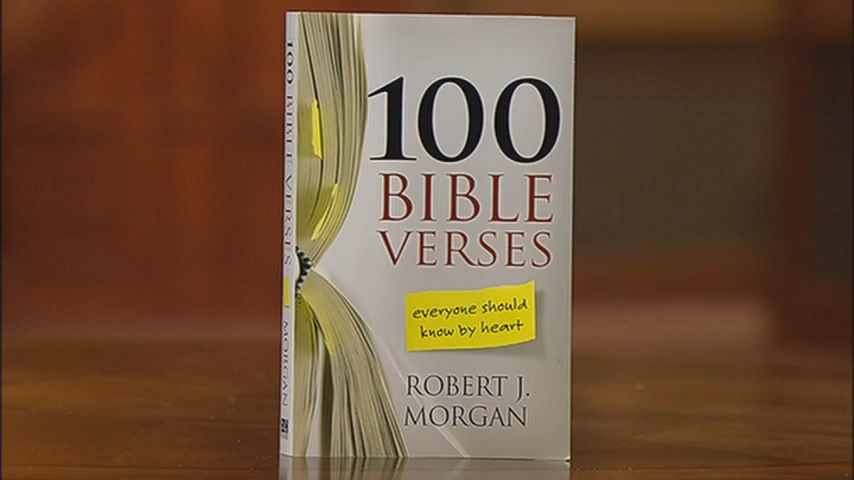 100
BIBLE
VERSES
everyone should
know by heart
ROBERT J.
MORGAN
100 BIBLE VERSES
MORGAN